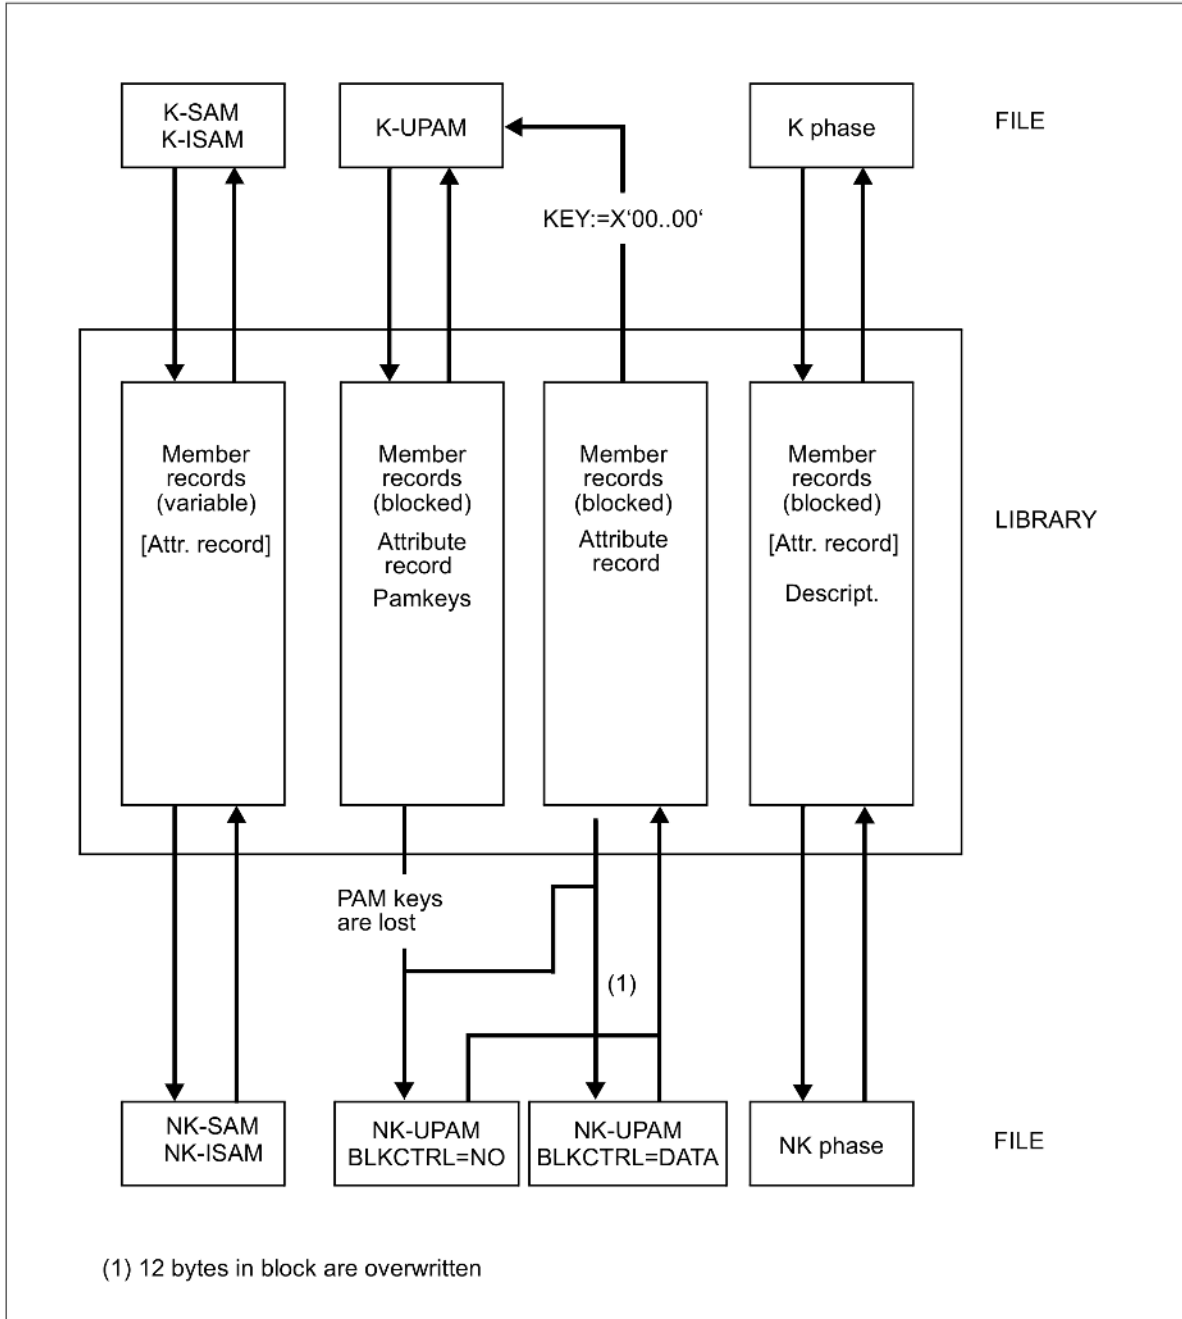 K-SAM
K-ISAM
K-UPAM
K phase
FILE
KEY:=X‘00..00‘
Member
records
(variable)
[Attr. record]
Member
records
(blocked)
Attribute
record
Pamkeys
Member
records
(blocked)
Attribute
record
Member
records
(blocked)
[Attr. record]
Descript.
LIBRARY
PAM keys
are lost
(1)
NK-SAM
NK-ISAM
NK-UPAM
BLKCTRL=NO
NK-UPAM
BLKCTRL=DATA
NK phase
FILE
(1) 12 bytes in block are overwritten